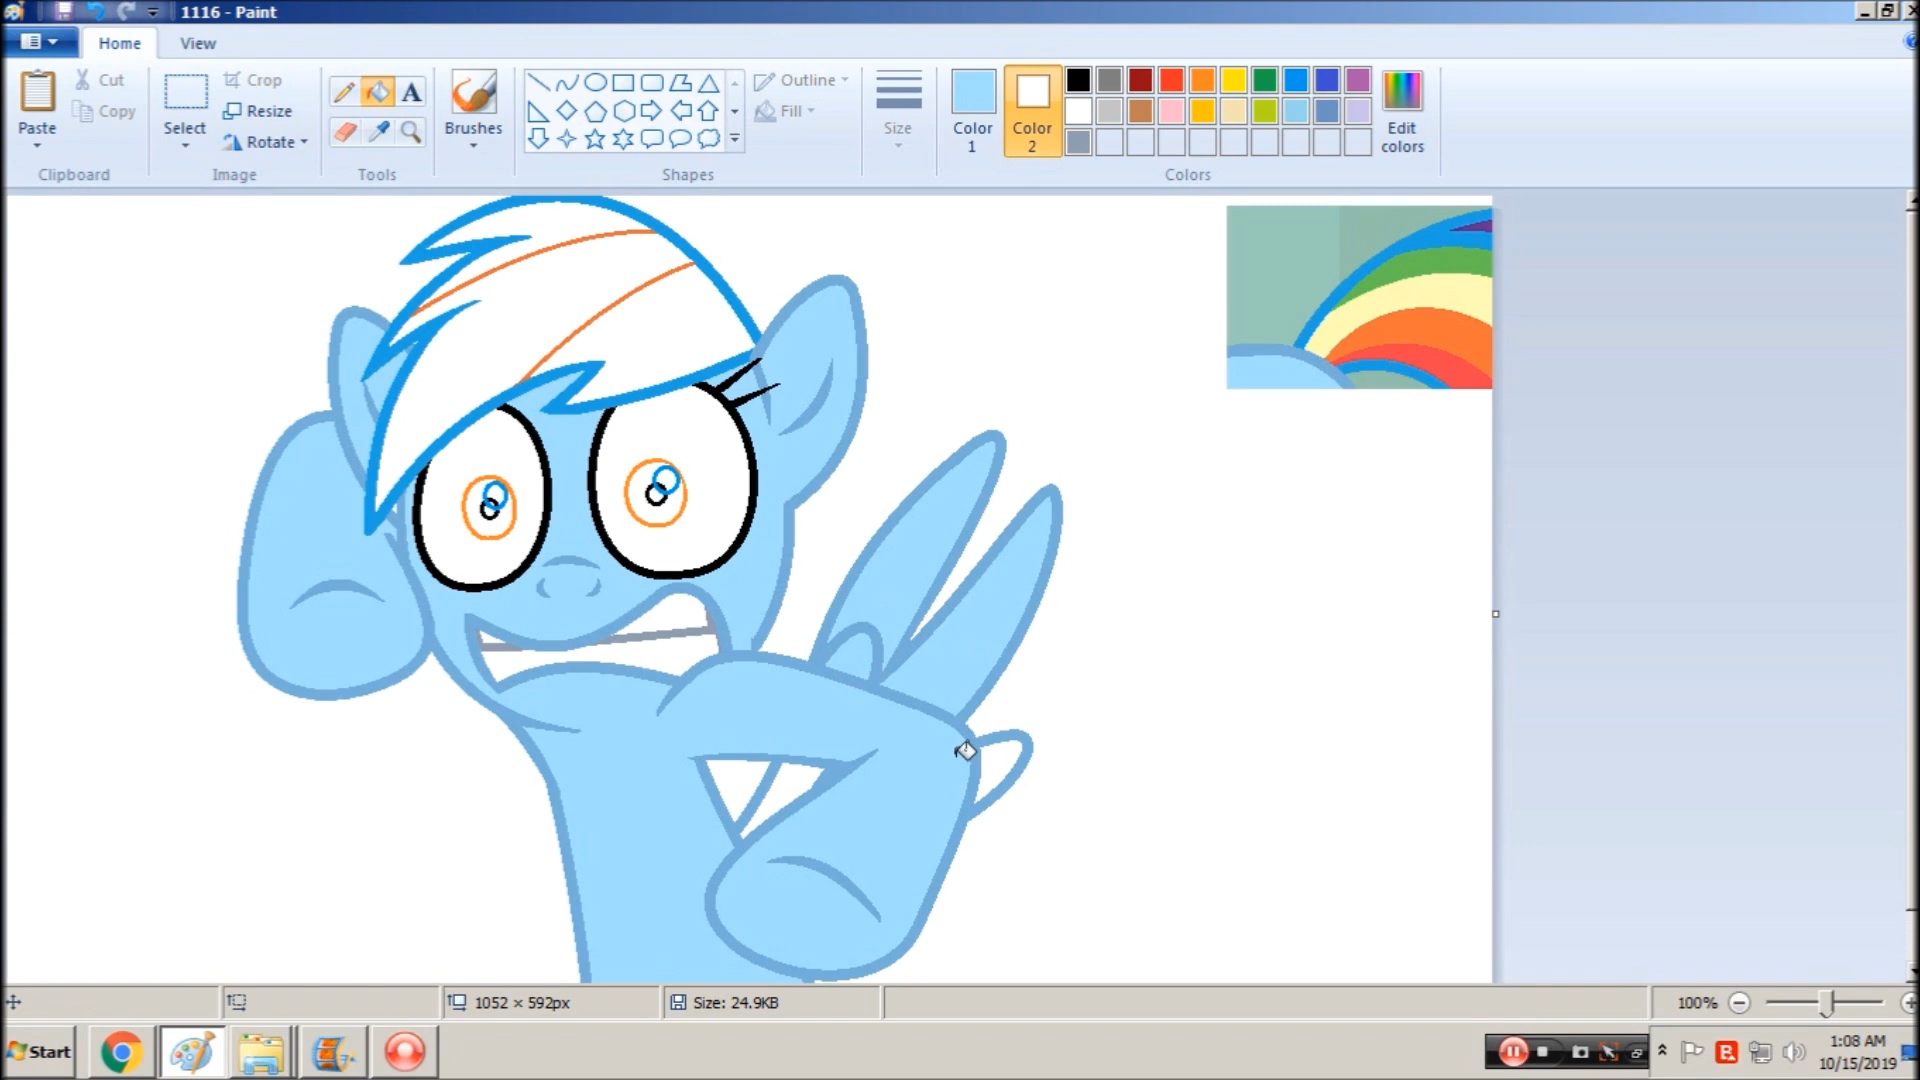 1116 - Paint
Home View
Paste
Cut
Copy
Clipboard
Select
Crop
Resize
Rotate
Image
A
Tools
Brushes
Outline
Fill
Shapes
Size
Color 1
Color 2
Edit colors
Colors
1052 × 592px
Size: 24.9KB
100%
Start
1:08 AM
10/15/2019